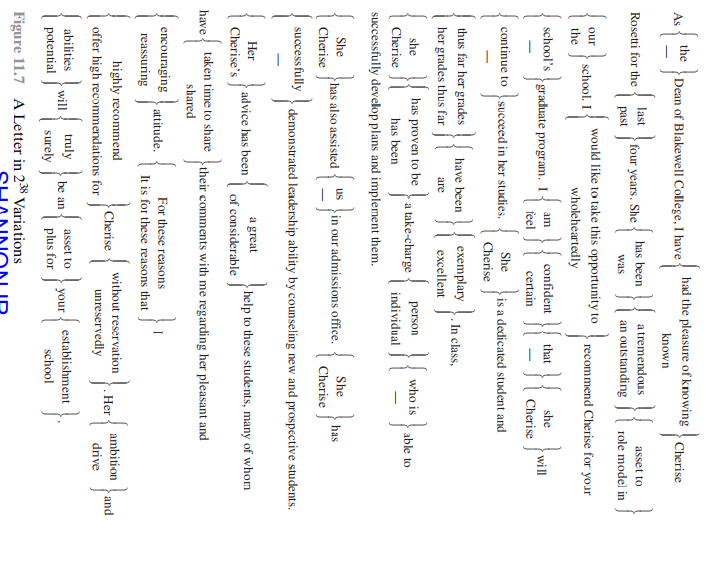 As { the / — } Dean of Blakewell College, I have { had the pleasure of knowing / known } Cherise
Rosetti for the { last / past } four years. She { has been / was } { a tremendous / an outstanding } { asset to / role model in }
{ our / the } school. I { would like to take this opportunity to / wholeheartedly } recommend Cherise for your
{ school's / — } graduate program. I { am / feel } { confident / certain } { that / — } { she / Cherise } will
{ continue to / — } succeed in her studies. { She / Cherise } is a dedicated student and
{ thus far her grades / her grades thus far } { have been / are } { exemplary / excellent }. In class,
{ she / Cherise } { has proven to be / has been } a take-charge { person / individual } { who is / — } able to
successfully develop plans and implement them.
{ She / Cherise } has also assisted { us / — } in our admissions office. { She / Cherise } has
{ successfully / — } demonstrated leadership ability by counseling new and prospective students.
{ Her / Cherise's } advice has been { a great / of considerable } help to these students, many of whom
have { taken time to share / shared } their comments with me regarding her pleasant and
{ encouraging / reassuring } attitude. { For these reasons / It is for these reasons that } I
{ highly recommend / offer high recommendations for } { Cherise / — } { without reservation / unreservedly }. Her { ambition / drive } and
{ abilities / potential } will { truly / surely } be an { asset to / plus for } your { establishment / school }.
Figure 11.7 A Letter in 2³⁸ Variations